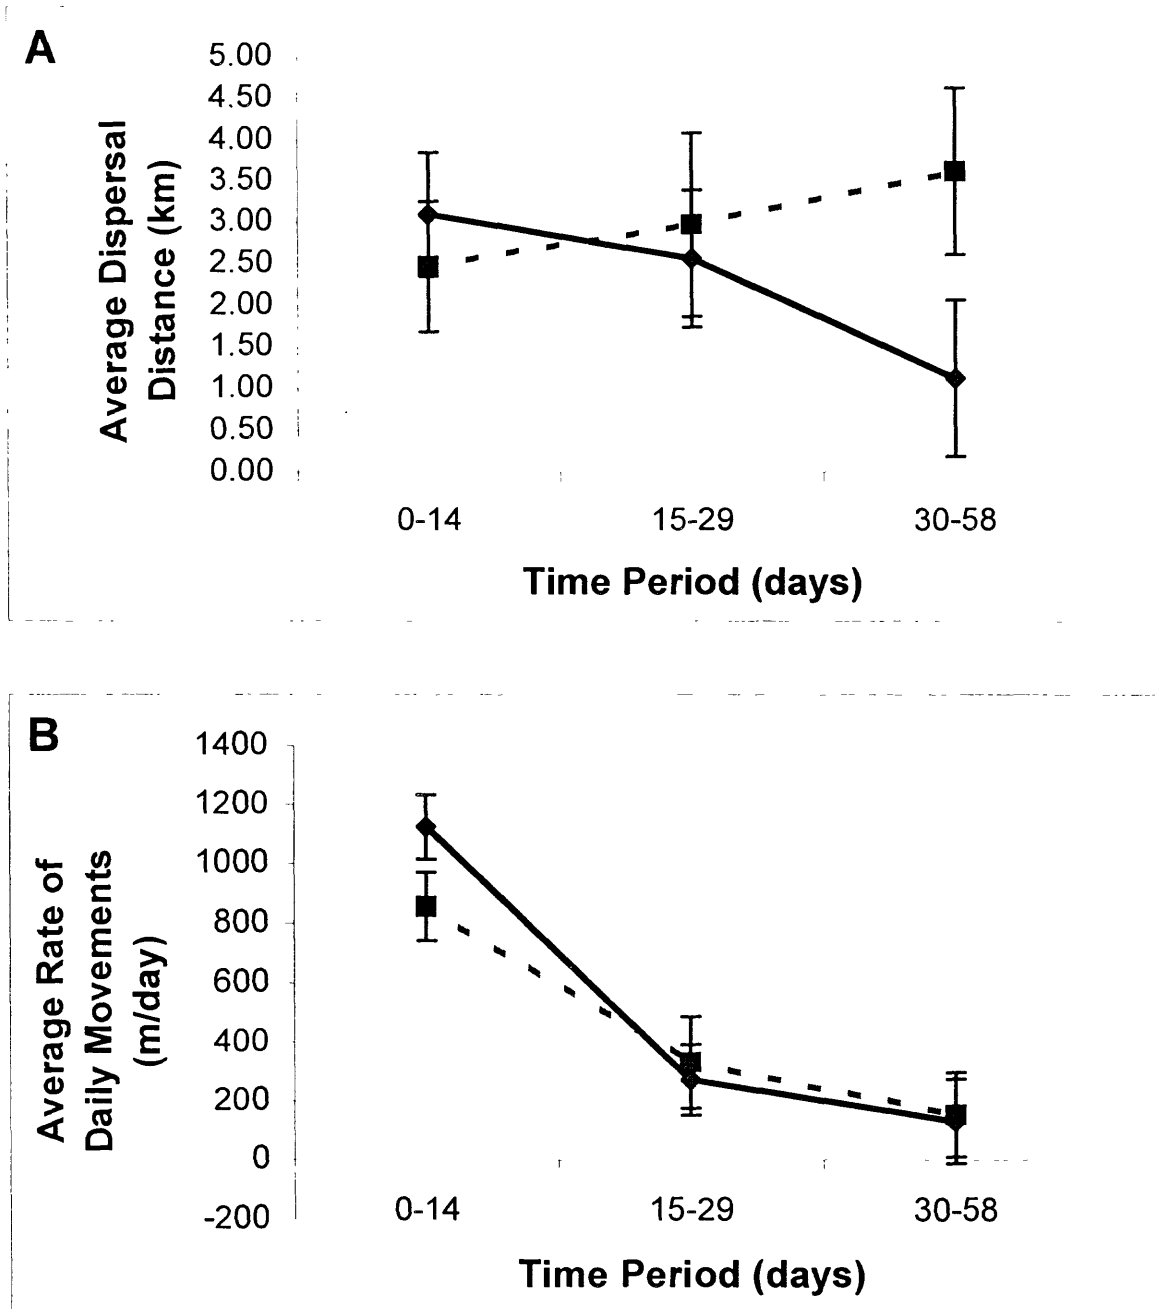 A
5.00
4.50
4.00
3.50
3.00
2.50
2.00
1.50
1.00
0.50
0.00
Average Dispersal
Distance (km)
0-14 15-29 30-58
Time Period (days)
B
1400
1200
1000
800
600
400
200
0
-200
Average Rate of
Daily Movements
(m/day)
0-14 15-29 30-58
Time Period (days)